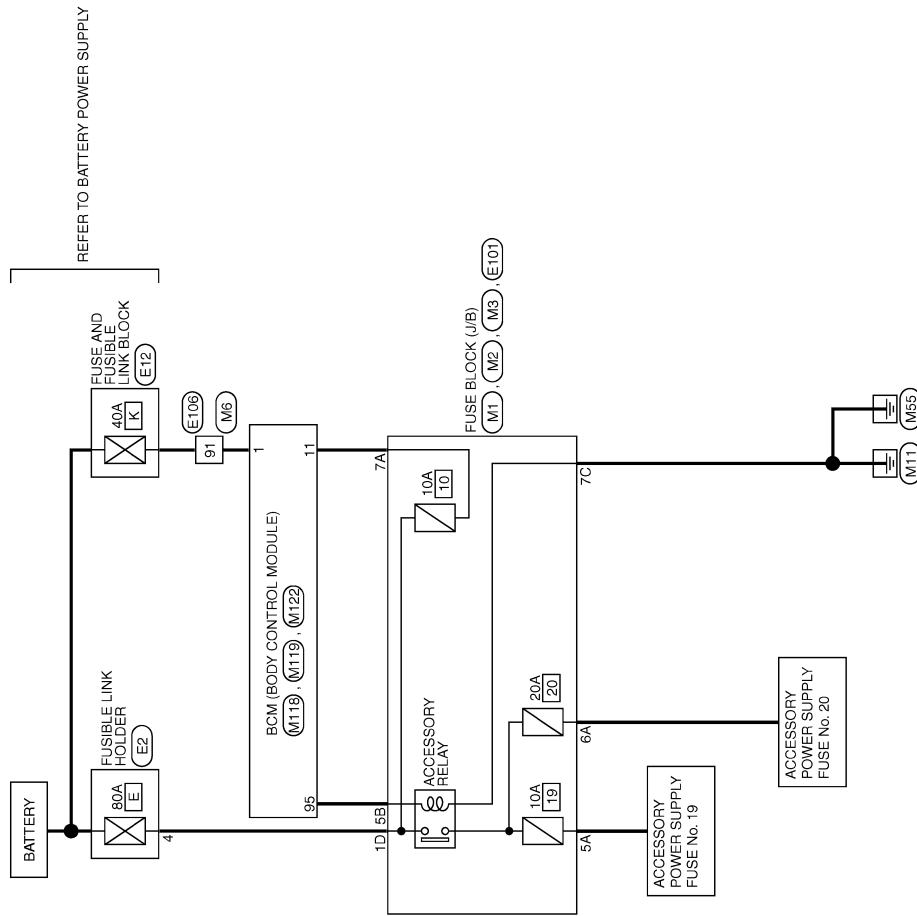 REFER TO BATTERY POWER SUPPLY
BATTERY
FUSIBLE LINK
HOLDER
E2
80A
E
4
FUSE AND
FUSIBLE
LINK BLOCK
E12
40A
K
E106
91
M6
BCM (BODY CONTROL MODULE)
M118 , M119 , M122
1
95
11
FUSE BLOCK (J/B)
M1 , M2 , M3 , E101
1D
5B
7A
ACCESSORY
RELAY
10A
10
10A
19
20A
20
5A
6A
7C
ACCESSORY
POWER SUPPLY
FUSE No. 19
ACCESSORY
POWER SUPPLY
FUSE No. 20
M11
M55